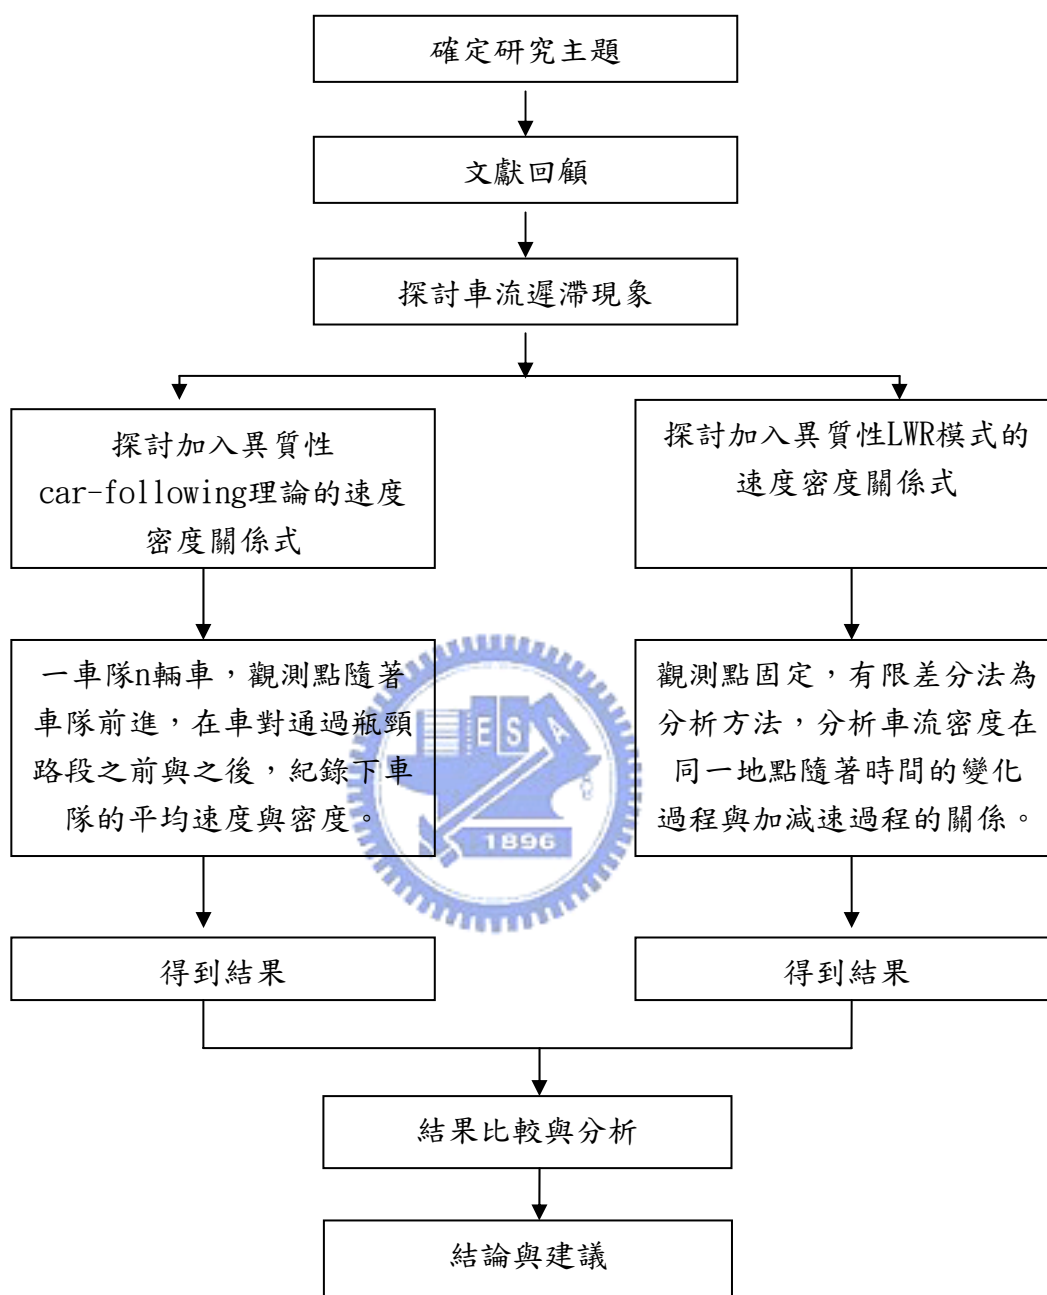 確定研究主題
文獻回顧
探討車流遲滯現象
探討加入異質性
car-following理論的速度
密度關係式
探討加入異質性LWR模式的
速度密度關係式
一車隊n輛車，觀測點隨著
車隊前進，在車對通過瓶頸
路段之前與之後，紀錄下車
隊的平均速度與密度。
觀測點固定，有限差分法為
分析方法，分析車流密度在
同一地點隨著時間的變化
過程與加減速過程的關係。
ESA
1896
得到結果
得到結果
結果比較與分析
結論與建議